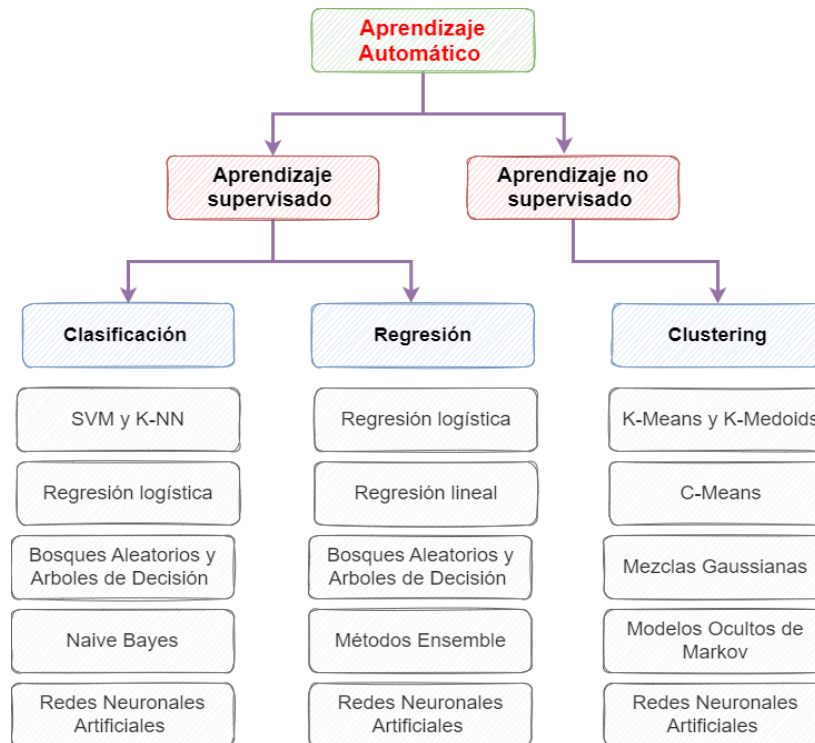 Aprendizaje
Automático
Aprendizaje
supervisado
Aprendizaje no
supervisado
Clasificación
Regresión
Clustering
SVM y K-NN
Regresión logística
K-Means y K-Medoids
Regresión logística
Regresión lineal
C-Means
Bosques Aleatorios y
Arboles de Decisión
Bosques Aleatorios y
Arboles de Decisión
Mezclas Gaussianas
Naive Bayes
Métodos Ensemble
Modelos Ocultos de
Markov
Redes Neuronales
Artificiales
Redes Neuronales
Artificiales
Redes Neuronales
Artificiales